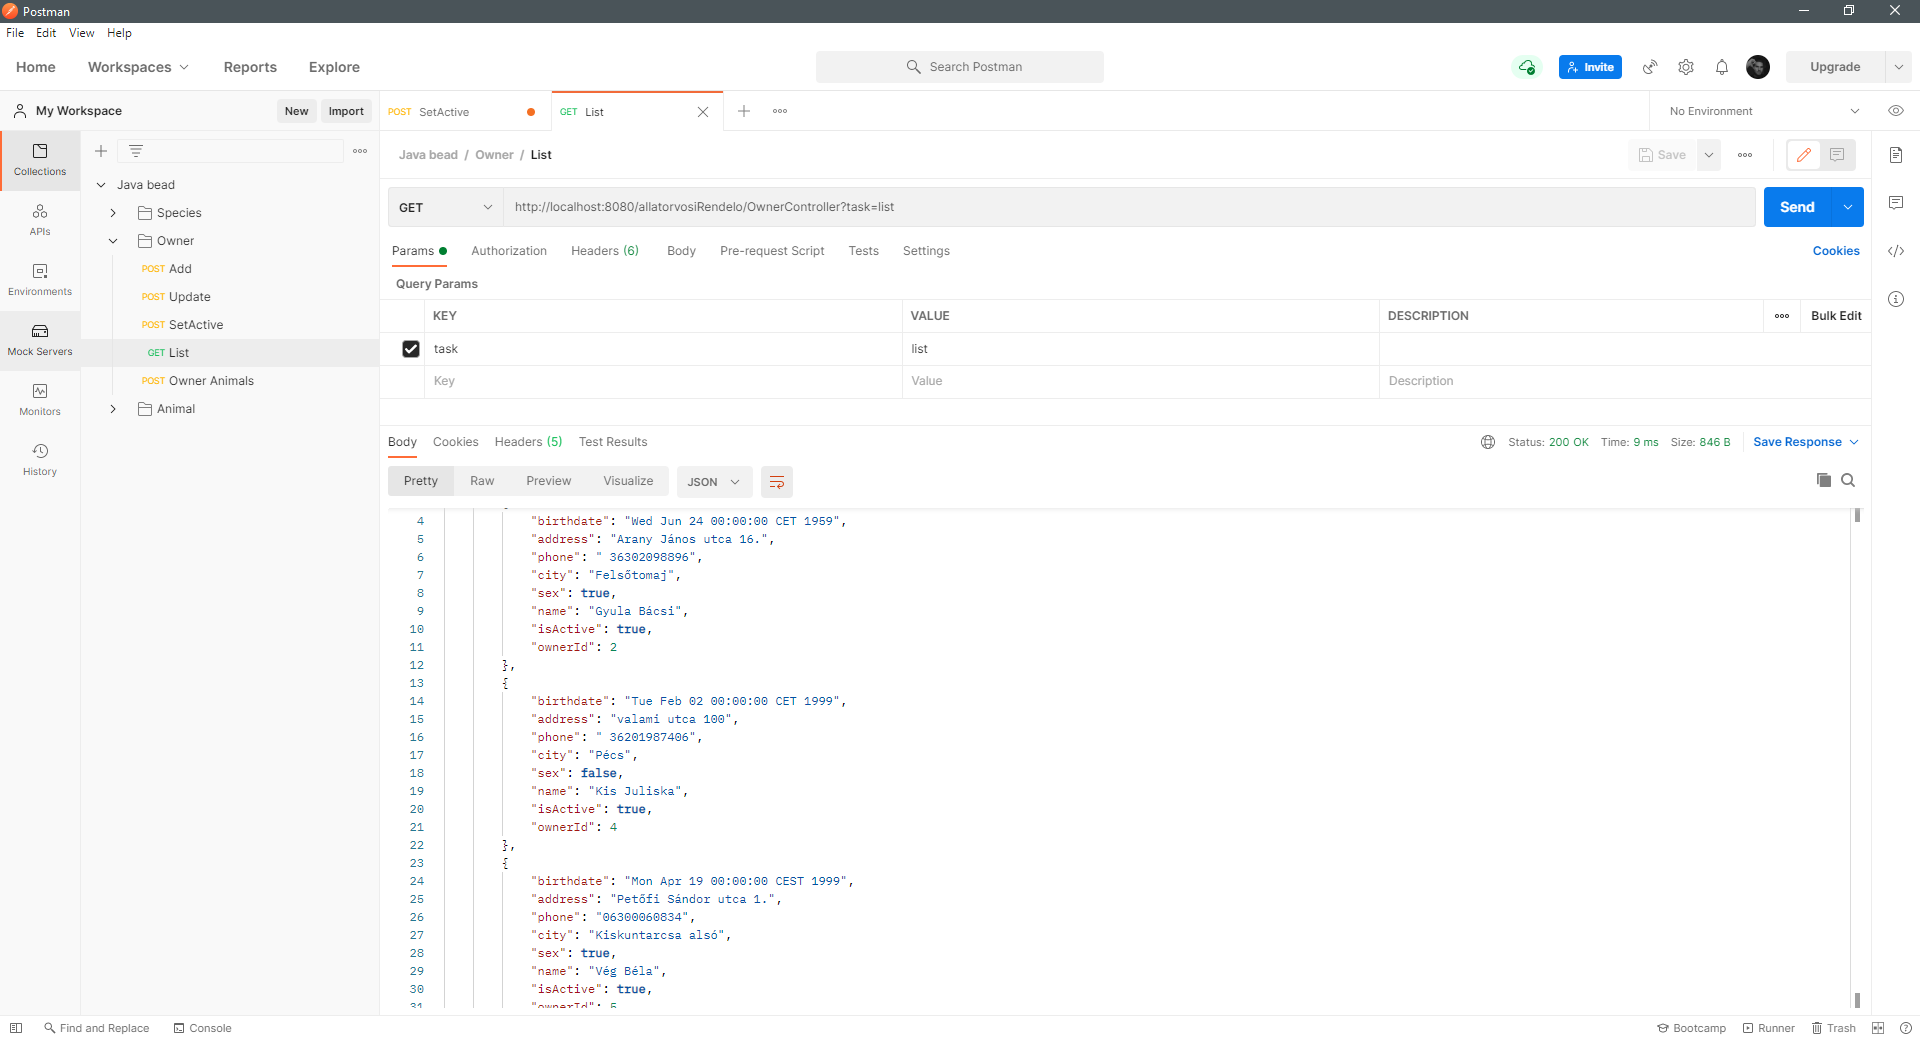 Postman
File Edit View Help
Home Workspaces Reports Explore
Search Postman
Invite
Upgrade
My Workspace
New Import
POST SetActive
GET List
No Environment
Collections
APIs
Environments
Mock Servers
Monitors
History
Java bead
Species
Owner
POST Add
POST Update
POST SetActive
GET List
POST Owner Animals
Animal
Java bead / Owner / List
Save
GET http://localhost:8080/allatorvosiRendelo/OwnerController?task=list
Send
Params Authorization Headers (6) Body Pre-request Script Tests Settings
Cookies
Query Params
KEY VALUE DESCRIPTION
Bulk Edit
task list
Key Value Description
Body Cookies Headers (5) Test Results
Status: 200 OK Time: 9 ms Size: 846 B
Save Response
Pretty Raw Preview Visualize
JSON
4 "birthdate": "Wed Jun 24 00:00:00 CET 1959",
5 "address": "Arany János utca 16.",
6 "phone": " 36302098896",
7 "city": "Felsőtomaj",
8 "sex": true,
9 "name": "Gyula Bácsi",
10 "isActive": true,
11 "ownerId": 2
12 },
13 {
14 "birthdate": "Tue Feb 02 00:00:00 CET 1999",
15 "address": "valami utca 100",
16 "phone": " 36201987406",
17 "city": "Pécs",
18 "sex": false,
19 "name": "Kis Juliska",
20 "isActive": true,
21 "ownerId": 4
22 },
23 {
24 "birthdate": "Mon Apr 19 00:00:00 CEST 1999",
25 "address": "Petőfi Sándor utca 1.",
26 "phone": "06300060834",
27 "city": "Kiskuntarcsa alsó",
28 "sex": true,
29 "name": "Vég Béla",
30 "isActive": true,
31 "ownerId": 5
Find and Replace Console
Bootcamp Runner Trash